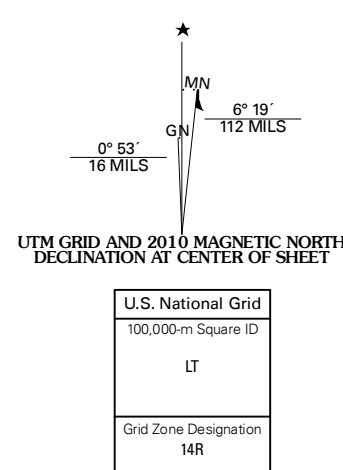 MN
GN
6° 19´
112 MILS
0° 53´
16 MILS
UTM GRID AND 2010 MAGNETIC NORTH
DECLINATION AT CENTER OF SHEET
U.S. National Grid
100,000-m Square ID
LT
Grid Zone Designation
14R